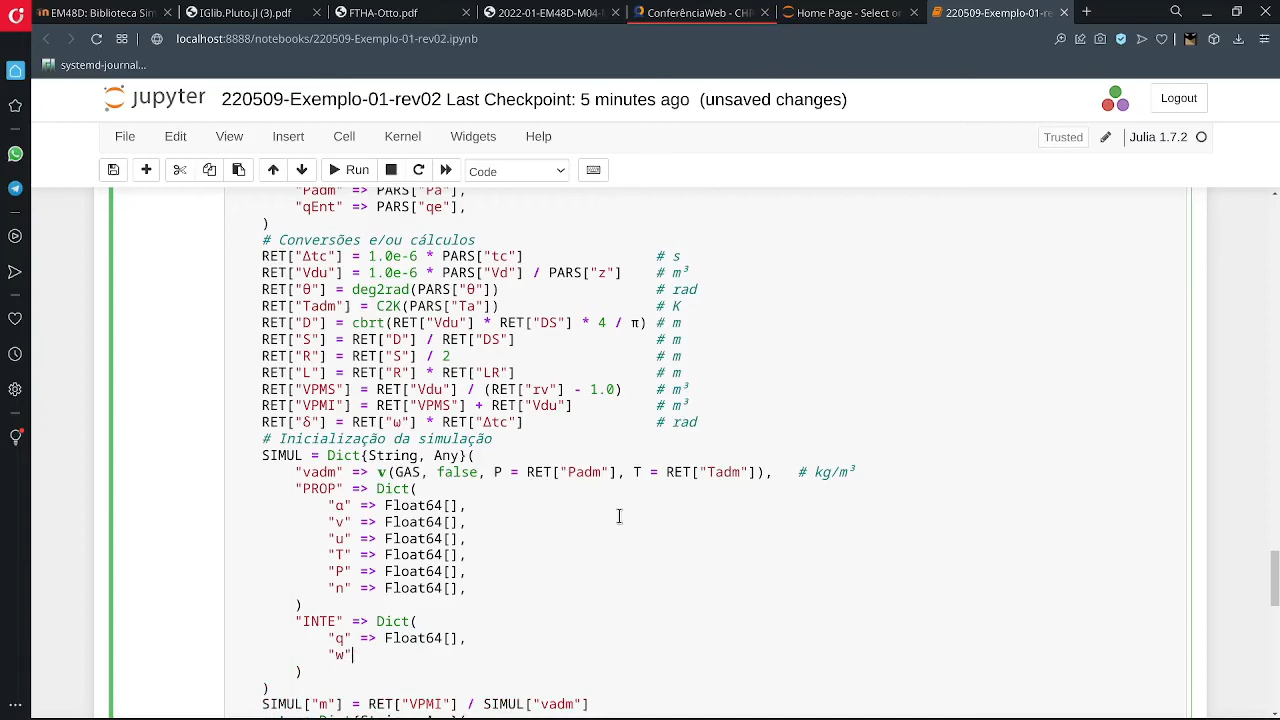 EM48D: Biblioteca Sim
IGlib.Pluto.jl (3).pdf
FTHA-Otto.pdf
2022-01-EM48D-M04-
ConferênciaWeb - CHF
Home Page - Select or
220509-Exemplo-01-re
localhost:8888/notebooks/220509-Exemplo-01-rev02.ipynb
systemd-journal...
jupyter 220509-Exemplo-01-rev02 Last Checkpoint: 5 minutes ago (unsaved changes)
Logout
File Edit View Insert Cell Kernel Widgets Help
Trusted Julia 1.7.2
Run Code
"Padm" => PARS["Pa"],
"qEnt" => PARS["qe"],
)
# Conversões e/ou cálculos
RET["Δtc"] = 1.0e-6 * PARS["tc"] # s
RET["Vdu"] = 1.0e-6 * PARS["Vd"] / PARS["z"] # m³
RET["θ"] = deg2rad(PARS["θ"]) # rad
RET["Tadm"] = C2K(PARS["Ta"]) # K
RET["D"] = cbrt(RET["Vdu"] * RET["DS"] * 4 / π) # m
RET["S"] = RET["D"] / RET["DS"] # m
RET["R"] = RET["S"] / 2 # m
RET["L"] = RET["R"] * RET["LR"] # m
RET["VPMS"] = RET["Vdu"] / (RET["rv"] - 1.0) # m³
RET["VPMI"] = RET["VPMS"] + RET["Vdu"] # m³
RET["δ"] = RET["ω"] * RET["Δtc"] # rad
# Inicialização da simulação
SIMUL = Dict{String, Any}(
"vadm" => v(GAS, false, P = RET["Padm"], T = RET["Tadm"]), # kg/m³
"PROP" => Dict(
"α" => Float64[],
"v" => Float64[],
"u" => Float64[],
"T" => Float64[],
"P" => Float64[],
"n" => Float64[],
)
"INTE" => Dict(
"q" => Float64[],
"w"
)
)
SIMUL["m"] = RET["VPMI"] / SIMUL["vadm"]